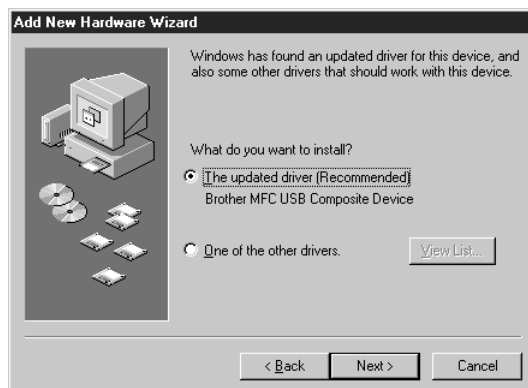 Add New Hardware Wizard
Windows has found an updated driver for this device, and
also some other drivers that should work with this device.
What do you want to install?
The updated driver (Recommended)
Brother MFC USB Composite Device
One of the other drivers.
View List...
< Back
Next >
Cancel